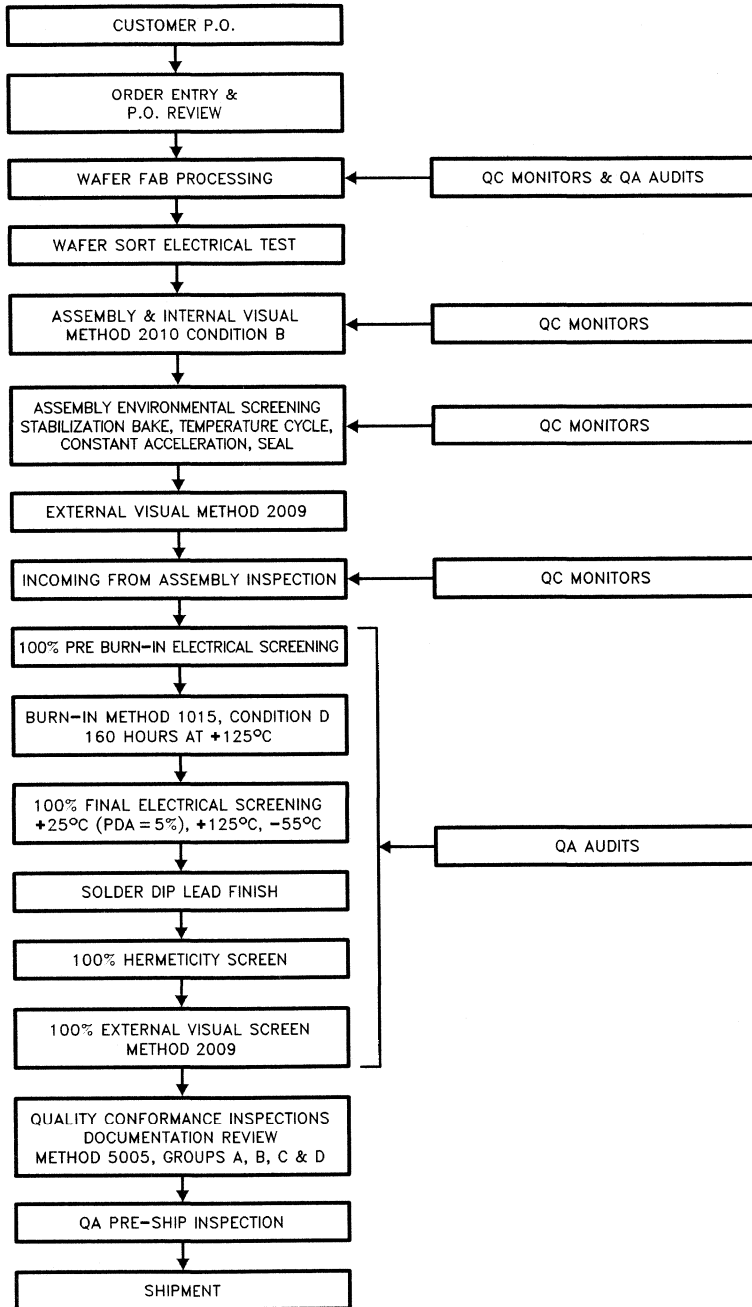 CUSTOMER P.O.
ORDER ENTRY &
P.O. REVIEW
WAFER FAB PROCESSING
QC MONITORS & QA AUDITS
WAFER SORT ELECTRICAL TEST
ASSEMBLY & INTERNAL VISUAL
METHOD 2010 CONDITION B
QC MONITORS
ASSEMBLY ENVIRONMENTAL SCREENING
STABILIZATION BAKE, TEMPERATURE CYCLE,
CONSTANT ACCELERATION, SEAL
QC MONITORS
EXTERNAL VISUAL METHOD 2009
INCOMING FROM ASSEMBLY INSPECTION
QC MONITORS
100% PRE BURN-IN ELECTRICAL SCREENING
BURN-IN METHOD 1015, CONDITION D
160 HOURS AT +125ºC
100% FINAL ELECTRICAL SCREENING
+25ºC (PDA = 5%), +125ºC, -55ºC
QA AUDITS
SOLDER DIP LEAD FINISH
100% HERMETICITY SCREEN
100% EXTERNAL VISUAL SCREEN
METHOD 2009
QUALITY CONFORMANCE INSPECTIONS
DOCUMENTATION REVIEW
METHOD 5005, GROUPS A, B, C & D
QA PRE-SHIP INSPECTION
SHIPMENT